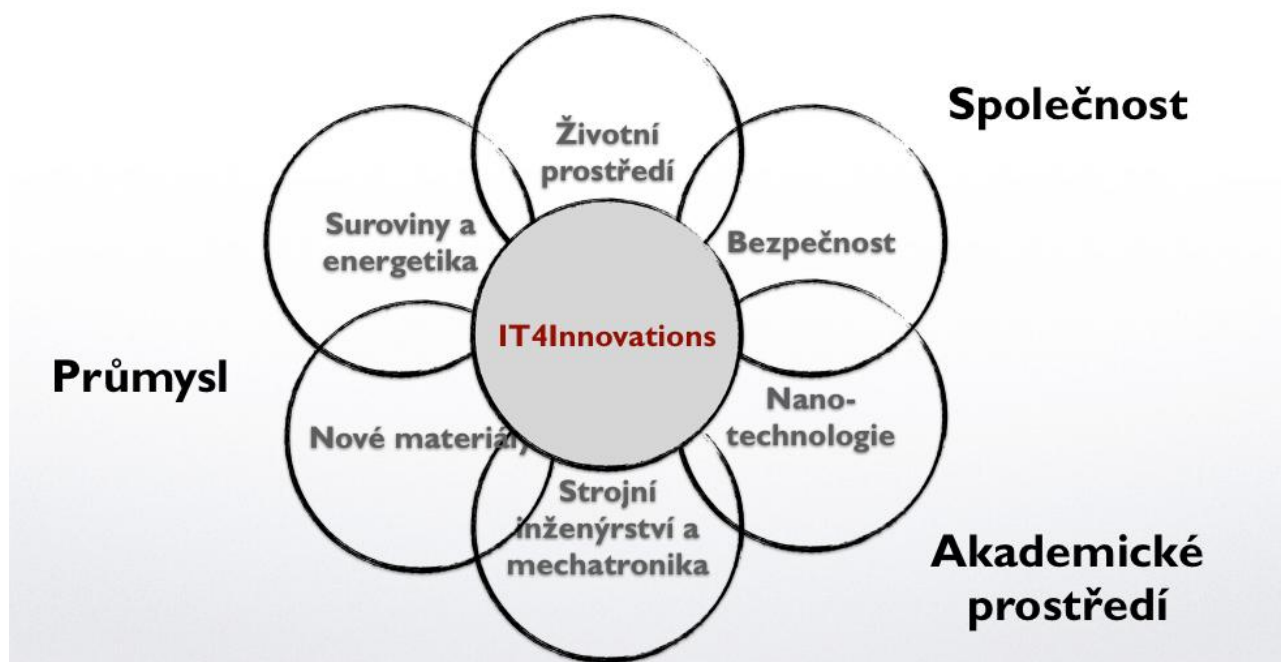 Společnost
Životní
prostředí
Suroviny a
energetika
Bezpečnost
IT4Innovations
Průmysl
Nano-
technologie
Nové materiály
Strojní
inženýrství a
mechatronika
Akademické
prostředí